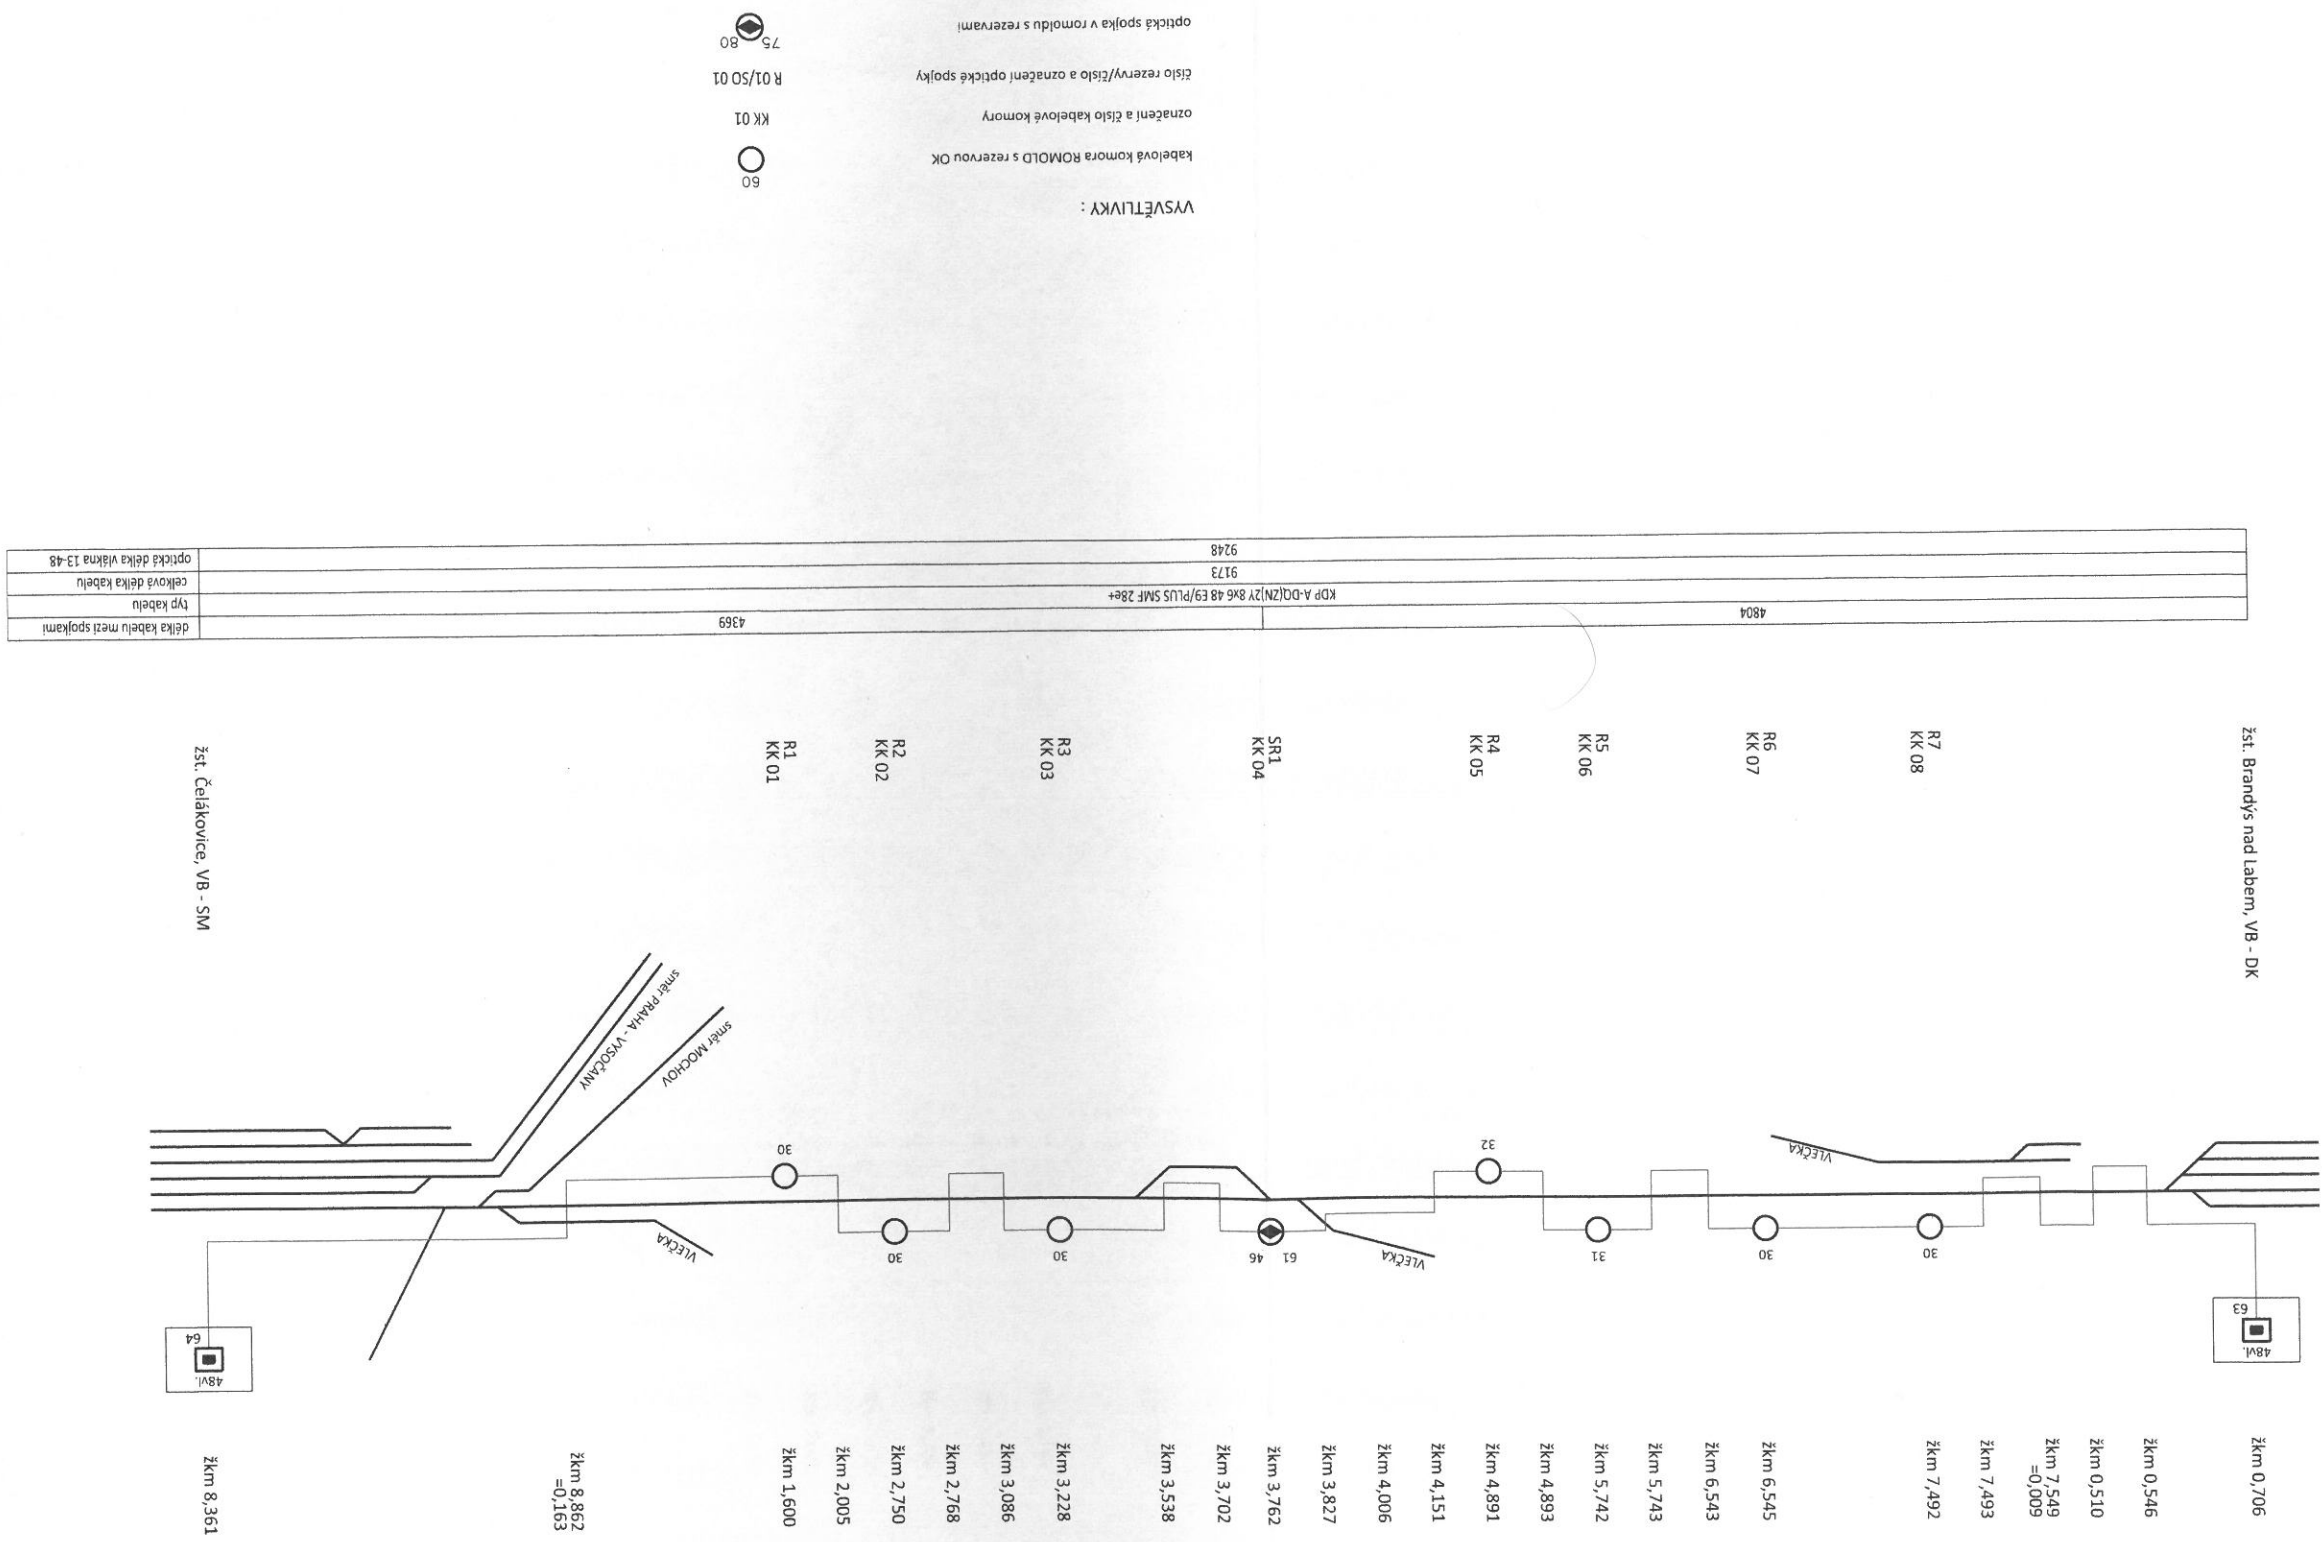 žst. Čelákovice, VB - SM
R1
KK 01
R2
KK 02
R3
KK 03
SR1
KK 04
R4
KK 05
R5
KK 06
R6
KK 07
R7
KK 08
žst. Brandýs nad Labem, VB - DK
směr PRAHA - VYSOČANY
směr MOCHOV
VLEČKA
VLEČKA
VLEČKA
30
30
30
46
61
32
31
30
30
64
48vl.
63
48vl.
žkm 8,361
žkm 8,862
=0,163
žkm 1,600
žkm 2,005
žkm 2,750
žkm 2,768
žkm 3,086
žkm 3,228
žkm 3,538
žkm 3,702
žkm 3,762
žkm 3,827
žkm 4,006
žkm 4,151
žkm 4,891
žkm 4,893
žkm 5,742
žkm 5,743
žkm 6,543
žkm 6,545
žkm 7,492
žkm 7,493
žkm 7,549
=0,009
žkm 0,510
žkm 0,546
žkm 0,706
délka kabelu mezi spojkami
4369
4804
typ kabelu
KDP A-DQ(ZN)2Y 8x6 48 E9/PLUS SMF 28e+
celková délka kabelu
9173
optická délka vlákna 13-48
9248
VYSVĚTLIVKY :
60
kabelová komora ROMOLD s rezervou OK
KK 01
označení a číslo kabelové komory
R 01/SO 01
číslo rezervy/číslo a označení optické spojky
75 80
optická spojka v romoldu s rezervami